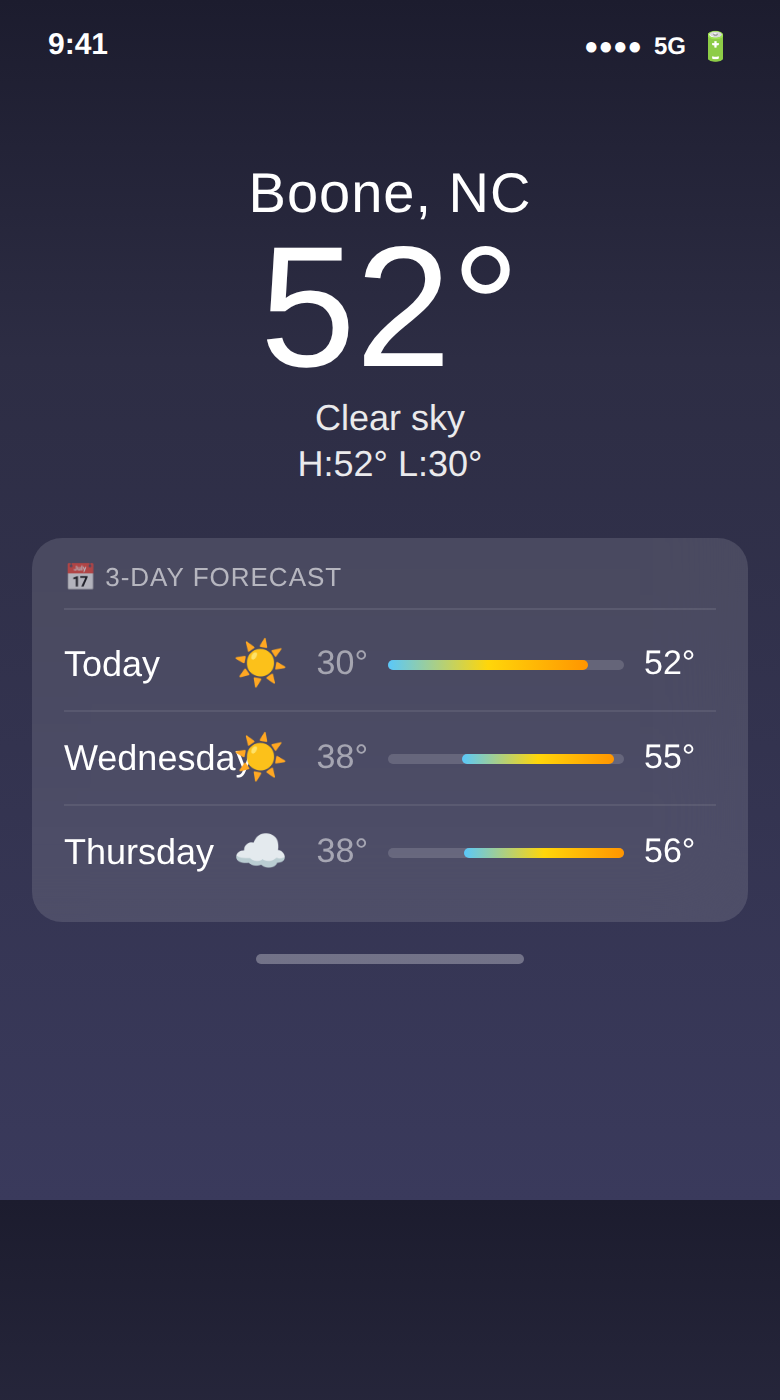 9:41 ●●●● 5G
Boone, NC
52°
Clear sky
H:52° L:30°
3-DAY FORECAST
Today 30° 52°
Wednesday 38° 55°
Thursday 38° 56°